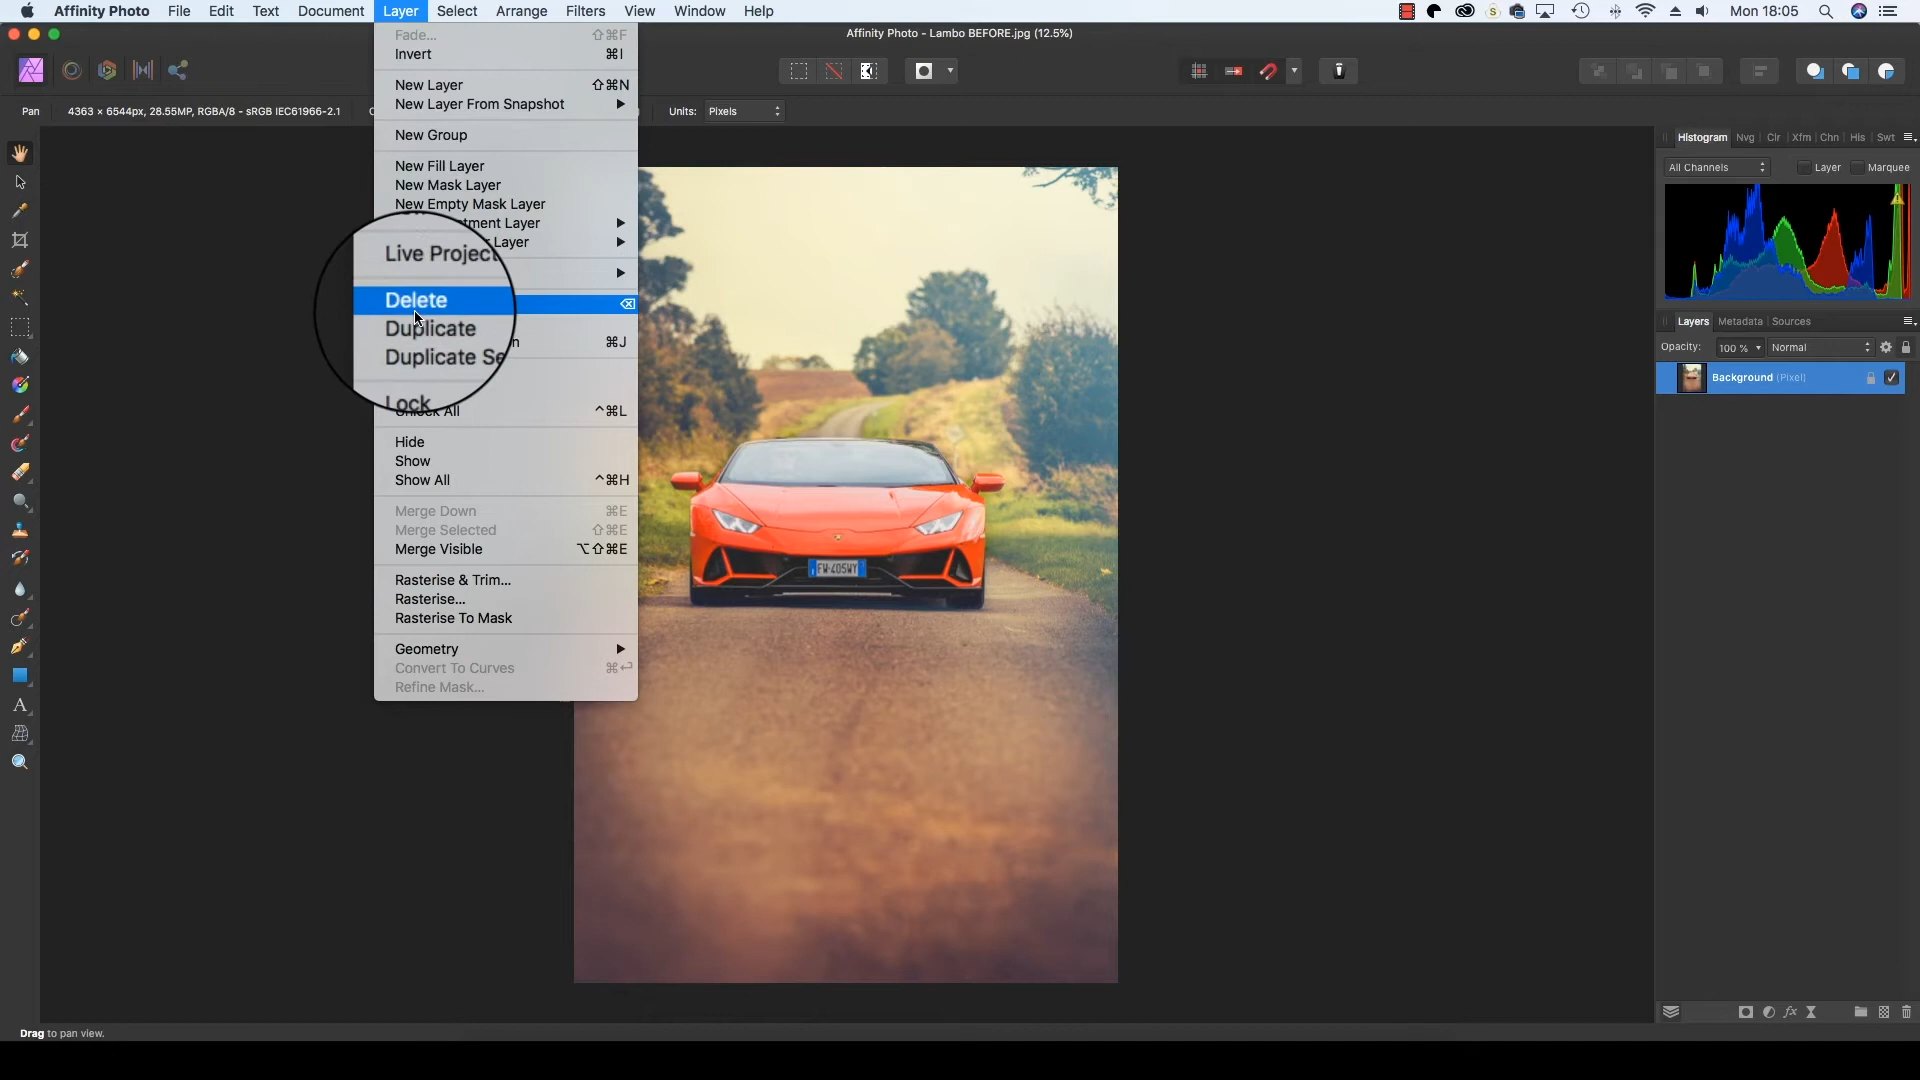 Affinity Photo File Edit Text Document Layer Select Arrange Filters View Window Help
Mon 18:05
Affinity Photo - Lambo BEFORE.jpg (12.5%)
Pan 4363 × 6544px, 28.55MP, RGBA/8 - sRGB IEC61966-2.1
Units: Pixels
Fade... ⇧⌘F
Invert ⌘I
New Layer ⇧⌘N
New Layer From Snapshot
New Group
New Fill Layer
New Mask Layer
New Empty Mask Layer
tment Layer
Layer
Live Project
Delete
Duplicate
Duplicate Se n ⌘J
Lock
Unlock All ^⌘L
Hide
Show
Show All ^⌘H
Merge Down ⌘E
Merge Selected ⇧⌘E
Merge Visible ⌥⇧⌘E
Rasterise & Trim...
Rasterise...
Rasterise To Mask
Geometry
Convert To Curves ⌘↩
Refine Mask...
FW·405WY
Histogram Nvg Clr Xfm Chn His Swt
All Channels Layer Marquee
Layers Metadata Sources
Opacity: 100 % Normal
Background (Pixel)
Drag to pan view.